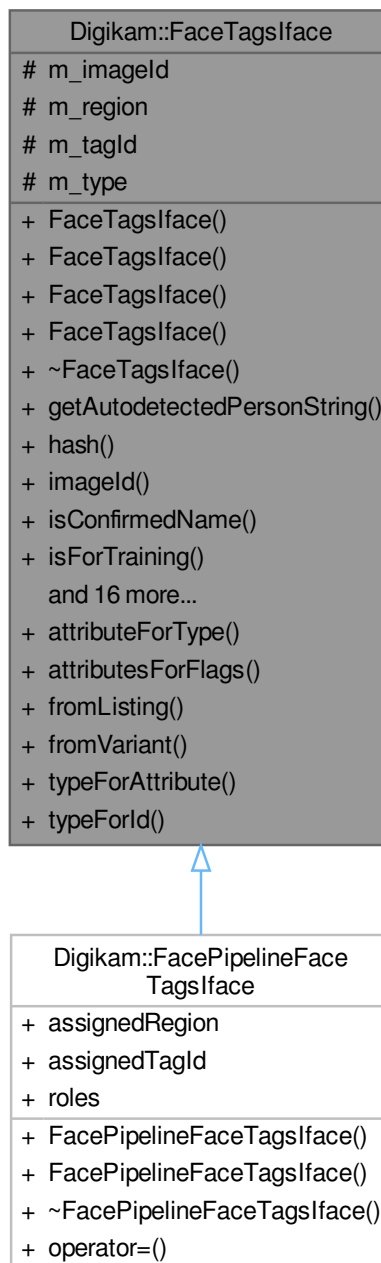 Digikam::FaceTagsIface
# m_imageId
# m_region
# m_tagId
# m_type
+ FaceTagsIface()
+ FaceTagsIface()
+ FaceTagsIface()
+ FaceTagsIface()
+ ~FaceTagsIface()
+ getAutodetectedPersonString()
+ hash()
+ imageId()
+ isConfirmedName()
+ isForTraining()
and 16 more...
+ attributeForType()
+ attributesForFlags()
+ fromListing()
+ fromVariant()
+ typeForAttribute()
+ typeForId()
Digikam::FacePipelineFace
TagsIface
+ assignedRegion
+ assignedTagId
+ roles
+ FacePipelineFaceTagsIface()
+ FacePipelineFaceTagsIface()
+ ~FacePipelineFaceTagsIface()
+ operator=()